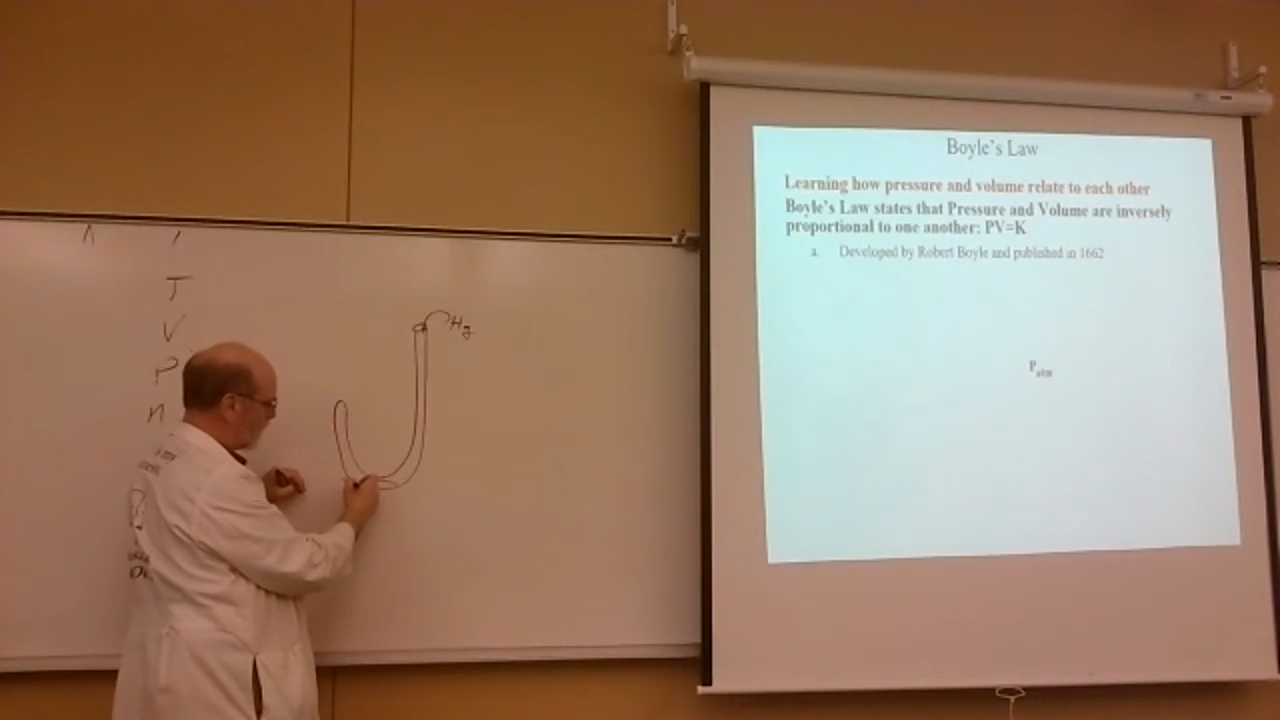 T
V
P
n
Hg
Boyle's Law
Learning how pressure and volume relate to each other
Boyle's Law states that Pressure and Volume are inversely
proportional to one another: PV=K
a. Developed by Robert Boyle and published in 1662
Patm